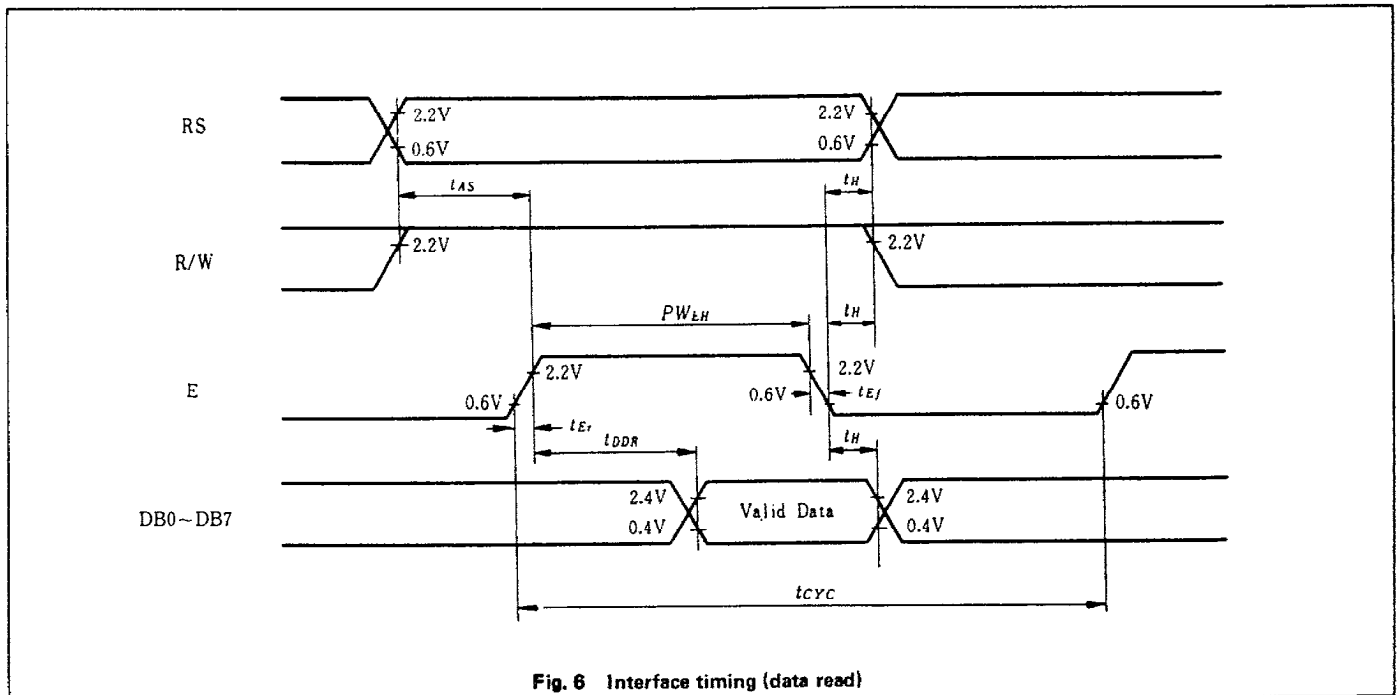 RS
2.2V
0.6V
2.2V
0.6V
tAS
tH
R/W
2.2V
2.2V
PWEH
tH
E
0.6V
2.2V
0.6V
2.2V
tEf
0.6V
tEr
tDDR
tH
DB0~DB7
2.4V
0.4V
Valid Data
2.4V
0.4V
tCYC
Fig. 6 Interface timing (data read)